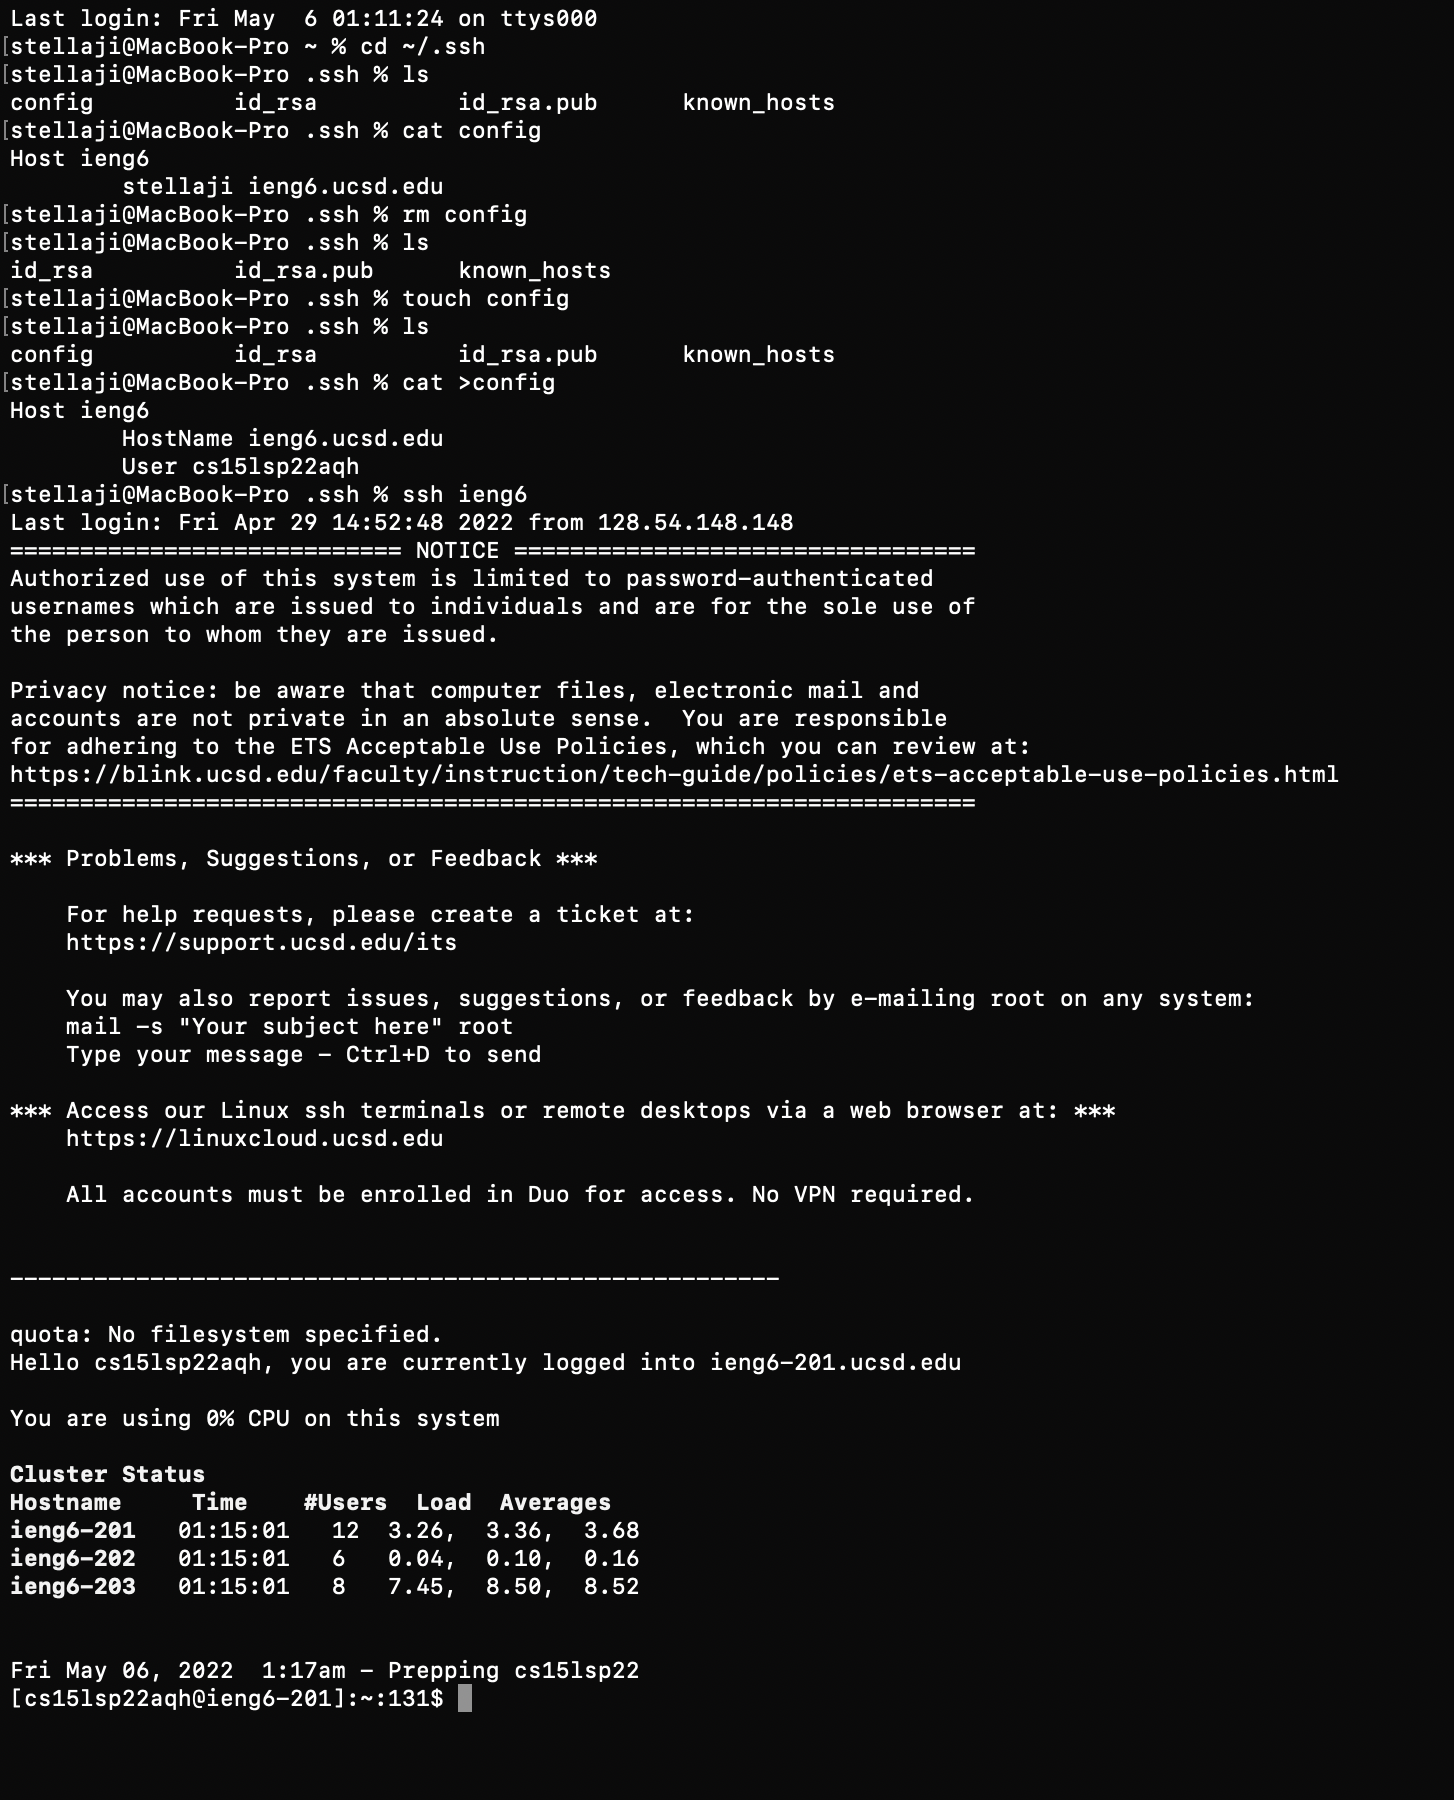 Last login: Fri May  6 01:11:24 on ttys000
[stellaji@MacBook-Pro ~ % cd ~/.ssh
[stellaji@MacBook-Pro .ssh % ls
config          id_rsa          id_rsa.pub      known_hosts
[stellaji@MacBook-Pro .ssh % cat config
Host ieng6
        stellaji ieng6.ucsd.edu
[stellaji@MacBook-Pro .ssh % rm config
[stellaji@MacBook-Pro .ssh % ls
id_rsa          id_rsa.pub      known_hosts
[stellaji@MacBook-Pro .ssh % touch config
[stellaji@MacBook-Pro .ssh % ls
config          id_rsa          id_rsa.pub      known_hosts
[stellaji@MacBook-Pro .ssh % cat >config
Host ieng6
        HostName ieng6.ucsd.edu
        User cs15lsp22aqh
[stellaji@MacBook-Pro .ssh % ssh ieng6
Last login: Fri Apr 29 14:52:48 2022 from 128.54.148.148
============================ NOTICE =================================
Authorized use of this system is limited to password-authenticated
usernames which are issued to individuals and are for the sole use of
the person to whom they are issued.

Privacy notice: be aware that computer files, electronic mail and
accounts are not private in an absolute sense.  You are responsible
for adhering to the ETS Acceptable Use Policies, which you can review at:
https://blink.ucsd.edu/faculty/instruction/tech-guide/policies/ets-acceptable-use-policies.html
=====================================================================

*** Problems, Suggestions, or Feedback ***

    For help requests, please create a ticket at:
    https://support.ucsd.edu/its

    You may also report issues, suggestions, or feedback by e-mailing root on any system:
    mail -s "Your subject here" root
    Type your message - Ctrl+D to send

*** Access our Linux ssh terminals or remote desktops via a web browser at: ***
    https://linuxcloud.ucsd.edu

    All accounts must be enrolled in Duo for access. No VPN required.

-------------------------------------------------------

quota: No filesystem specified.
Hello cs15lsp22aqh, you are currently logged into ieng6-201.ucsd.edu

You are using 0% CPU on this system

Cluster Status
Hostname     Time    #Users  Load  Averages
ieng6-201   01:15:01   12  3.26,  3.36,  3.68
ieng6-202   01:15:01   6   0.04,  0.10,  0.16
ieng6-203   01:15:01   8   7.45,  8.50,  8.52

Fri May 06, 2022  1:17am - Prepping cs15lsp22
[cs15lsp22aqh@ieng6-201]:~:131$